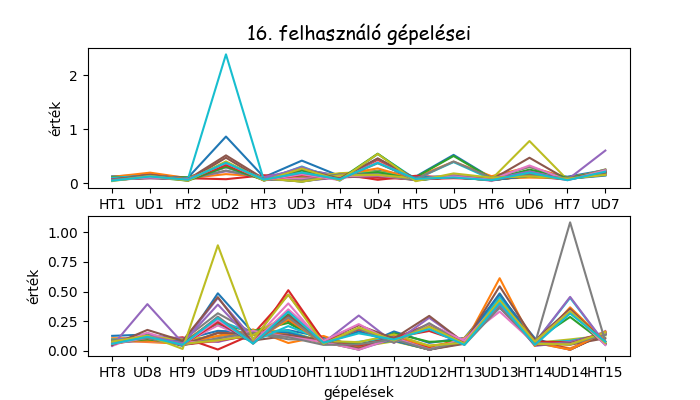 16. felhasználó gépelései
érték
2
1
0
HT1 UD1 HT2 UD2 HT3 UD3 HT4 UD4 HT5 UD5 HT6 UD6 HT7 UD7
érték
1.00
0.75
0.50
0.25
0.00
HT8 UD8 HT9 UD9 HT10 UD10 HT11 UD11 HT12 UD12 HT13 UD13 HT14 UD14 HT15
gépelések